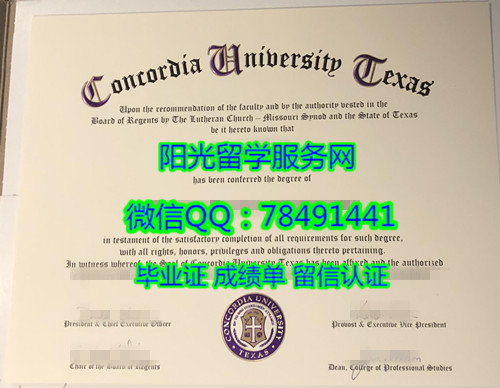 Concordia University Texas
Upon the recommendation of the faculty and by the authority vested in the
Board of Regents by The Lutheran Church – Missouri Synod and the State of Texas
be it hereto known that
阳光留学服务网
has been conferred the degree of
微信QQ：78491441
in testament of the satisfactory completion of all requirements for such degree,
with all rights, honors, privileges and obligations thereto pertaining.
In witness whereof, the Seal of Concordia University Texas has been affixed and the authorized
毕业证 成绩单 留信认证
President & Chief Executive Officer
Provost & Executive Vice President
CONCORDIA UNIVERSITY
TEXAS
Chair of the Board of Regents
Dean, College of Professional Studies